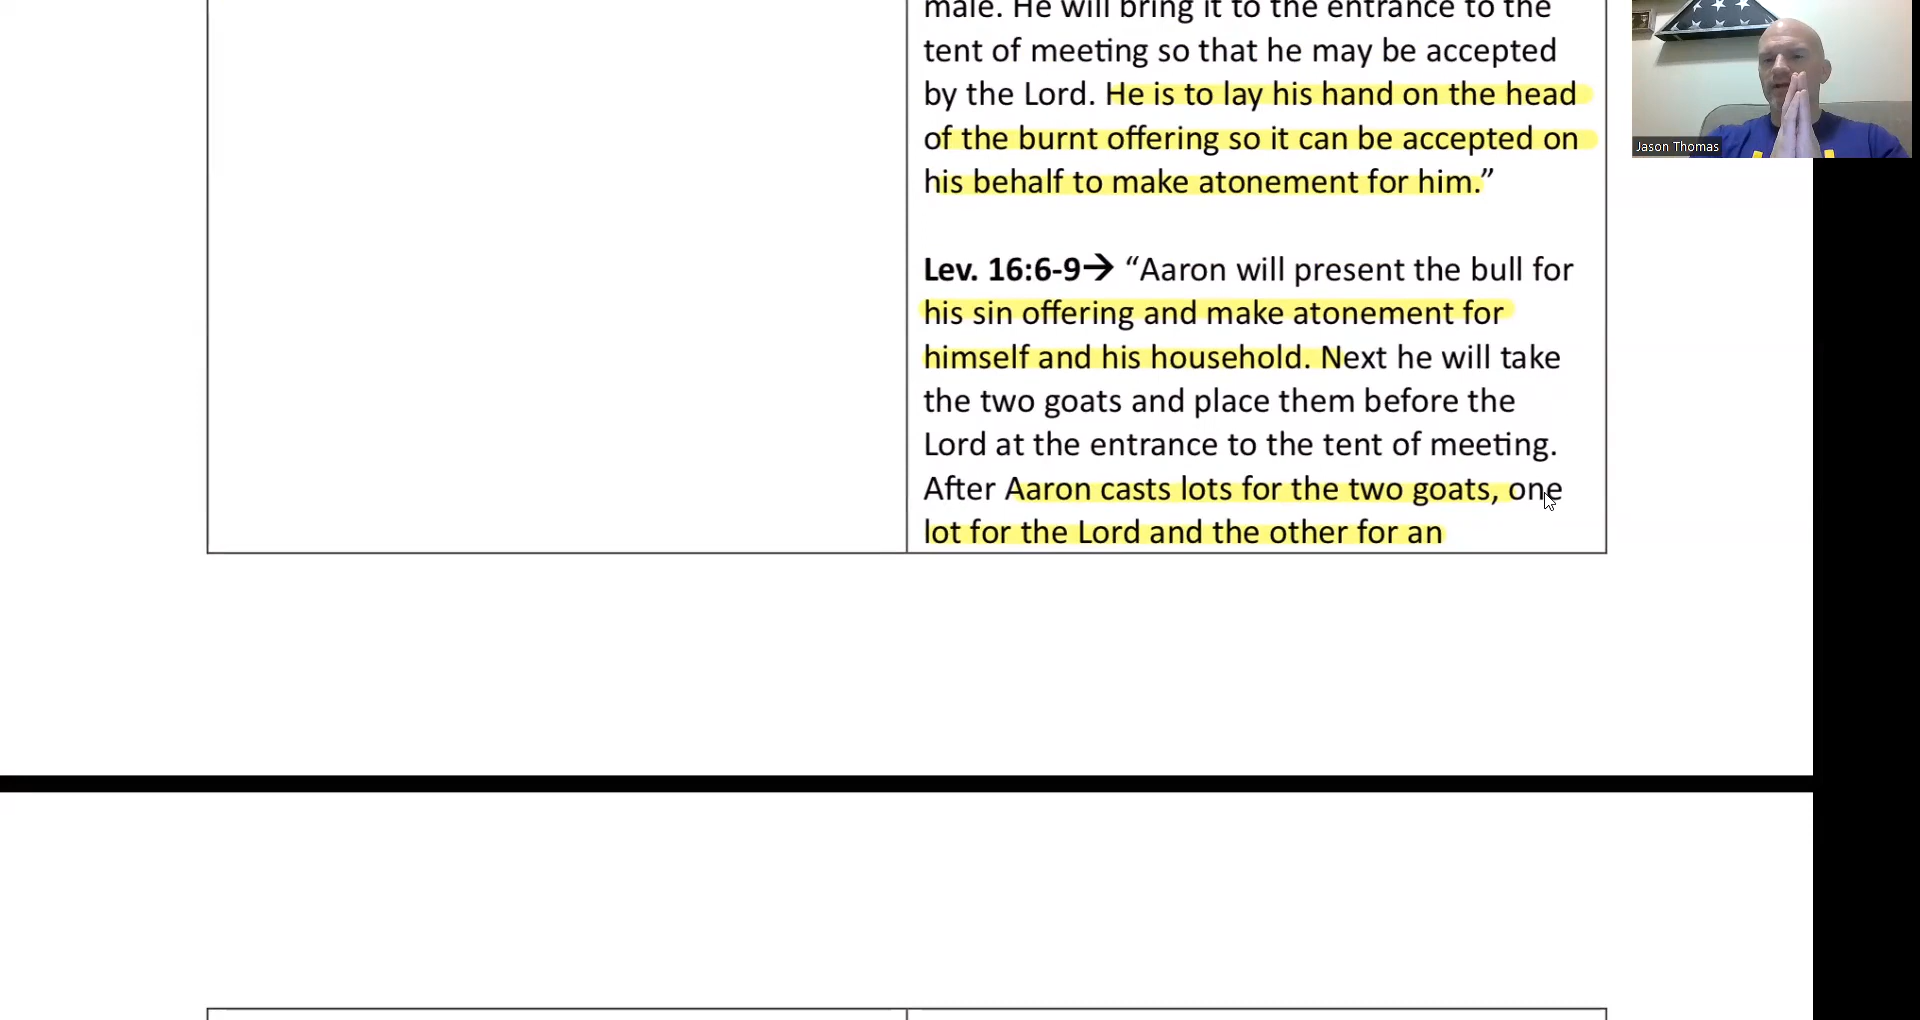 male. He will bring it to the entrance to the
tent of meeting so that he may be accepted
by the Lord. He is to lay his hand on the head
of the burnt offering so it can be accepted on
his behalf to make atonement for him.”
Lev. 16:6-9→ “Aaron will present the bull for
his sin offering and make atonement for
himself and his household. Next he will take
the two goats and place them before the
Lord at the entrance to the tent of meeting.
After Aaron casts lots for the two goats, one
lot for the Lord and the other for an
Jason Thomas